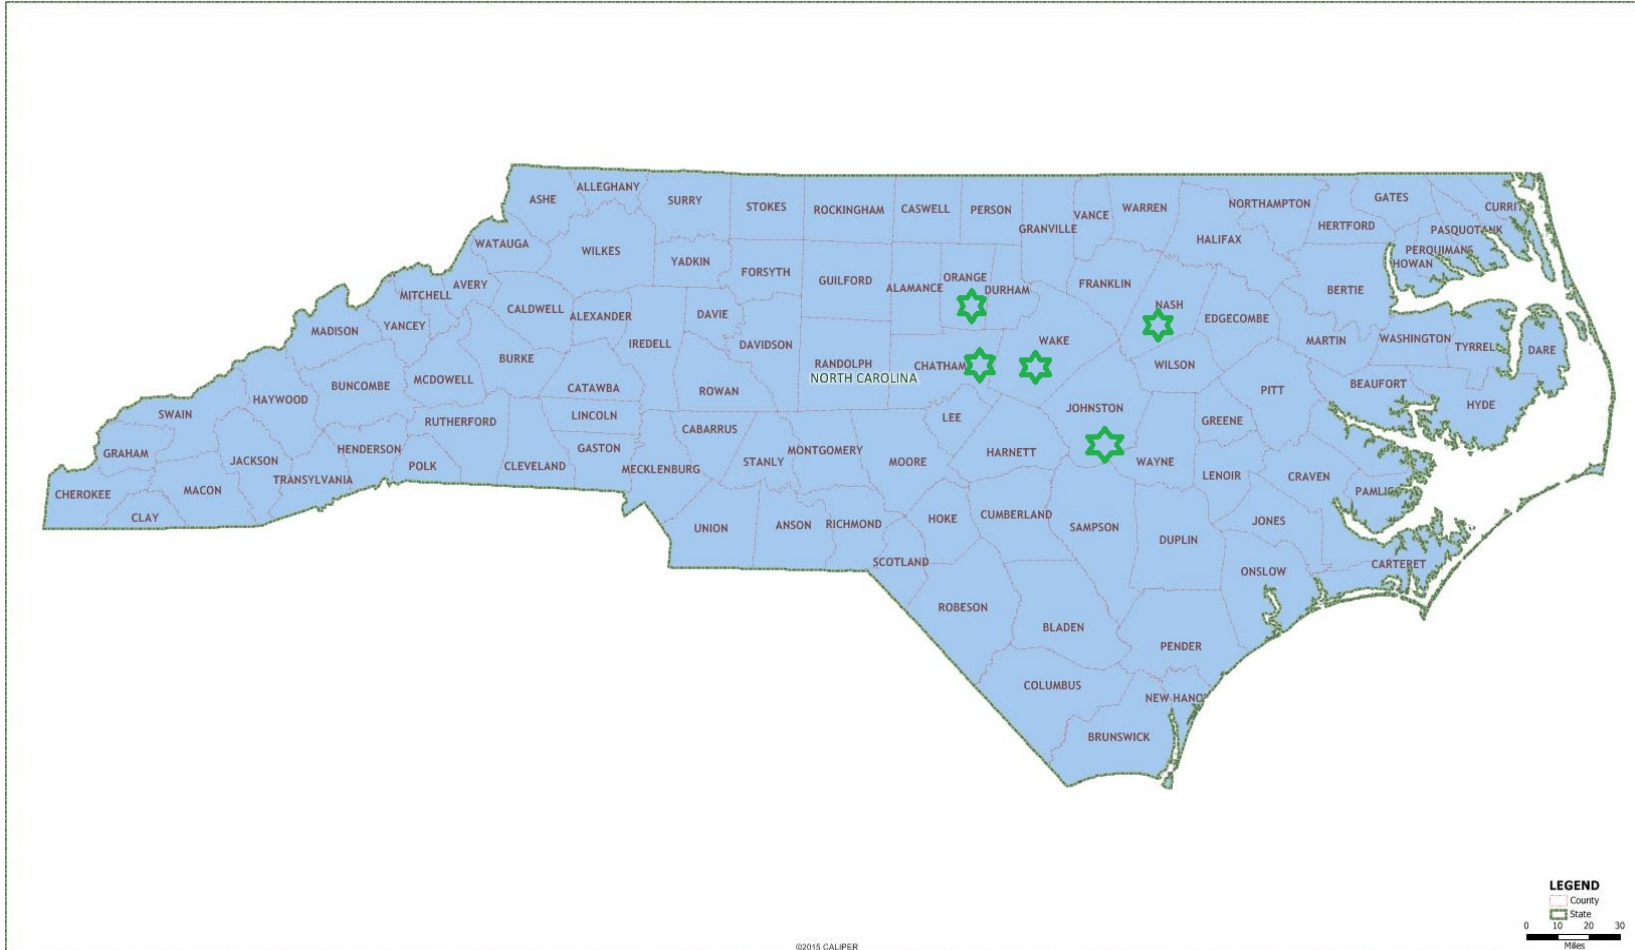 ALLEGHANY
ASHE
SURRY
STOKES
ROCKINGHAM
CASWELL
PERSON
GRANVILLE
VANCE
WARREN
NORTHAMPTON
GATES
CURRIT
HERTFORD
PASQUOTANK
HALIFAX
PERQUIMANS
HOWAN
WATAUGA
WILKES
YADKIN
FORSYTH
GUILFORD
ALAMANCE
ORANGE
DURHAM
FRANKLIN
NASH
EDGECOMBE
BERTIE
MITCHELL
AVERY
CALDWELL
ALEXANDER
DAVIE
MADISON
YANCEY
IREDELL
DAVIDSON
WAKE
MARTIN
WASHINGTON
TYRRELL
DARE
BURKE
RANDOLPH
CHATHAM
WILSON
NORTH CAROLINA
BUNCOMBE
MCDOWELL
CATAWBA
ROWAN
PITT
BEAUFORT
HYDE
HAYWOOD
SWAIN
RUTHERFORD
LINCOLN
CABARRUS
LEE
JOHNSTON
GREENE
GRAHAM
JACKSON
HENDERSON
POLK
CLEVELAND
GASTON
MECKLENBURG
STANLY
MONTGOMERY
MOORE
HARNETT
WAYNE
LENOIR
CRAVEN
PAMLIC
CHEROKEE
MACON
TRANSYLVANIA
CLAY
UNION
ANSON
RICHMOND
HOKE
CUMBERLAND
SAMPSON
DUPLIN
JONES
SCOTLAND
ONSLOW
CARTERET
ROBESON
BLADEN
PENDER
COLUMBUS
NEW HANO
BRUNSWICK
LEGEND
County
State
0 10 20 30
Miles
©2015 CALIPER